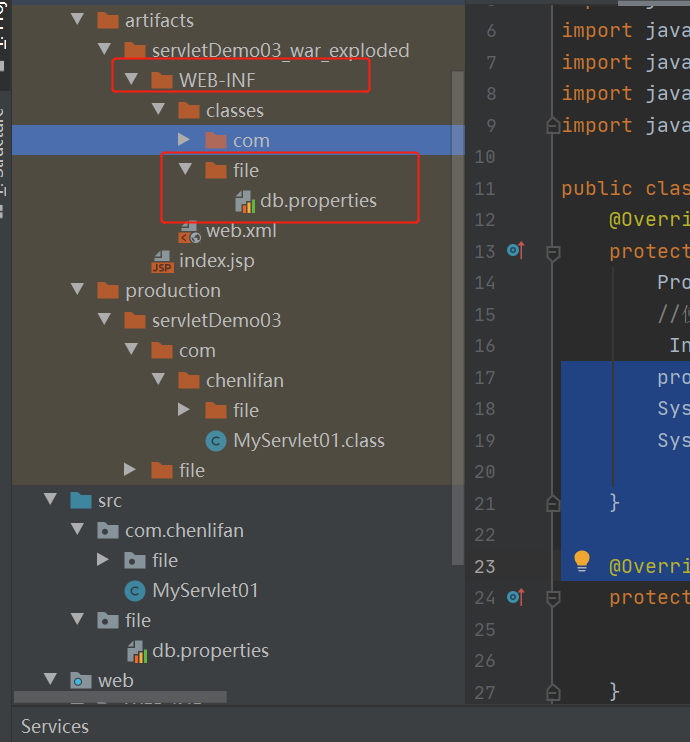 artifacts
servletDemo03_war_exploded
WEB-INF
classes
com
file
db.properties
web.xml
index.jsp
production
servletDemo03
com
chenlifan
file
MyServlet01.class
file
src
com.chenlifan
file
MyServlet01
file
db.properties
web
Services
6 import java
7 import java
8 import java
9 import java
10
11 public clas
12 @Overri
13 protec
14 Pro
15 //
16 In
17 pro
18 Sys
19 Sys
20
21 }
22
23 @Overri
24 protect
25
26
27 }